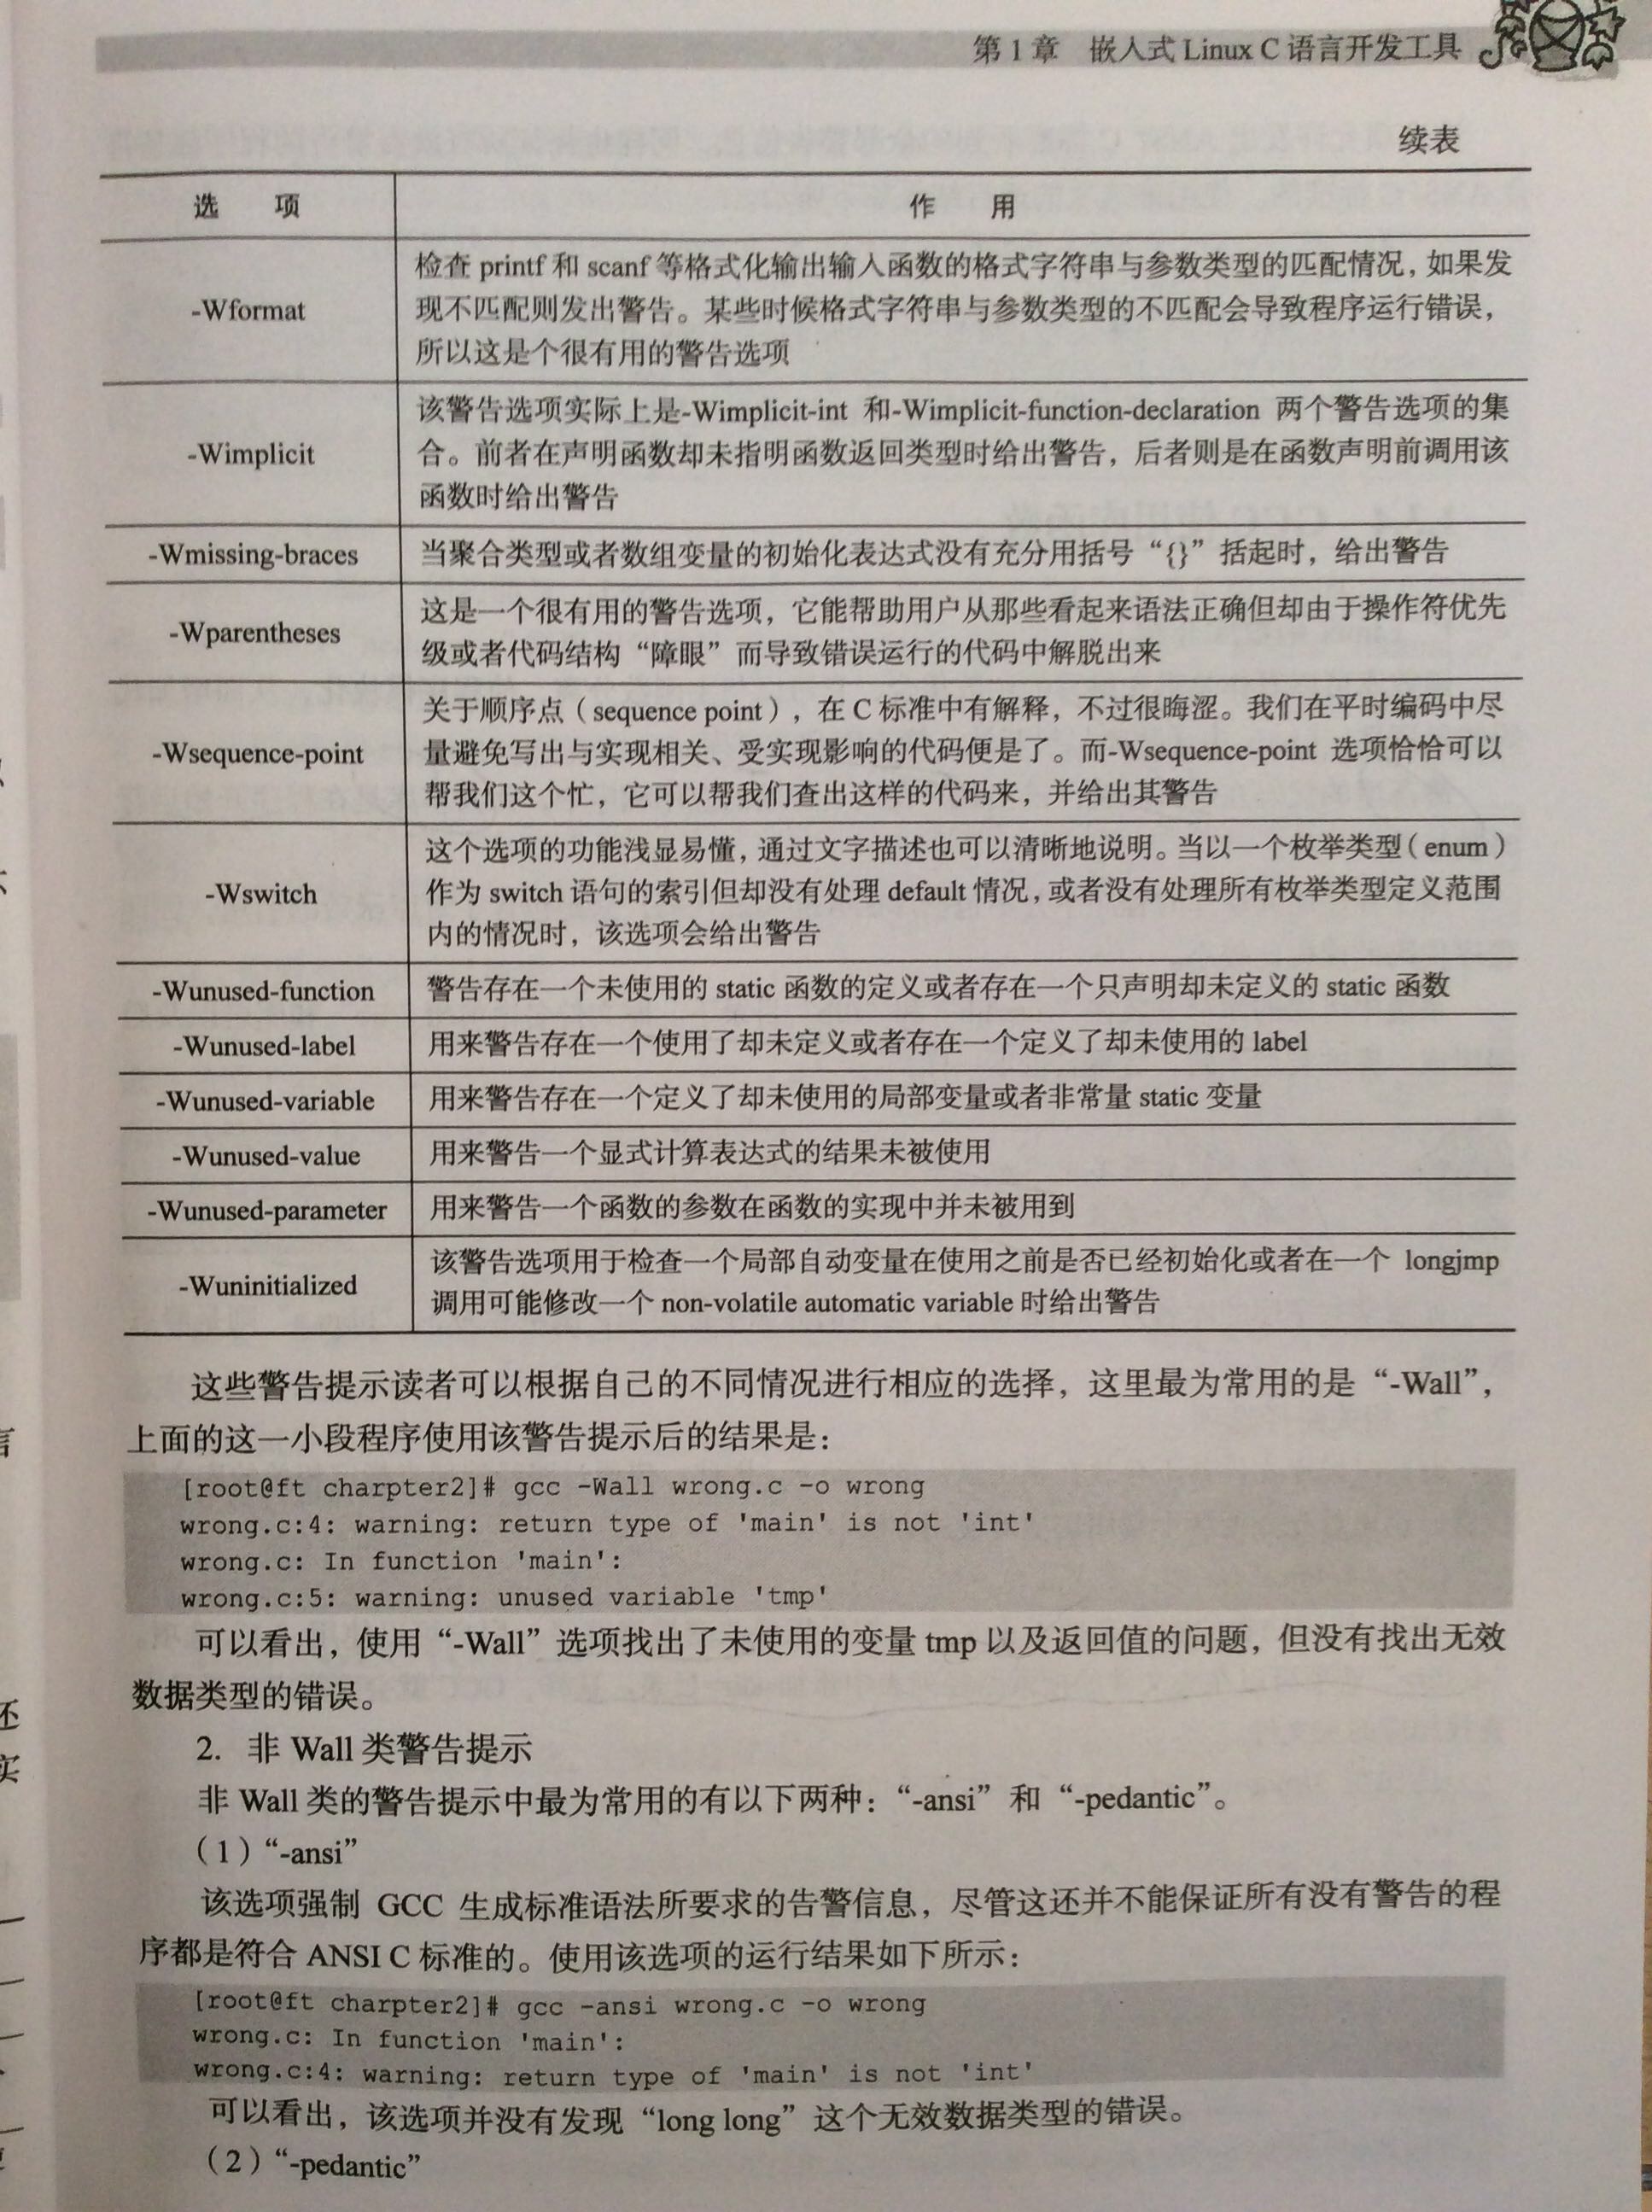 第 1 章 嵌入式 Linux C 语言开发工具
续表
选 项 作 用
-Wformat
检查 printf 和 scanf 等格式化输出输入函数的格式字符串与参数类型的匹配情况，如果发
现不匹配则发出警告。某些时候格式字符串与参数类型的不匹配会导致程序运行错误，
所以这是个很有用的警告选项
-Wimplicit
该警告选项实际上是-Wimplicit-int 和-Wimplicit-function-declaration 两个警告选项的集
合。前者在声明函数却未指明函数返回类型时给出警告，后者则是在函数声明前调用该
函数时给出警告
-Wmissing-braces
当聚合类型或者数组变量的初始化表达式没有充分用括号“{}”括起时，给出警告
-Wparentheses
这是一个很有用的警告选项，它能帮助用户从那些看起来语法正确但却由于操作符优先
级或者代码结构“障眼”而导致错误运行的代码中解脱出来
-Wsequence-point
关于顺序点（sequence point），在 C 标准中有解释，不过很晦涩。我们在平时编码中尽
量避免写出与实现相关、受实现影响的代码便是了。而-Wsequence-point 选项恰恰可以
帮我们这个忙，它可以帮我们查出这样的代码来，并给出其警告
-Wswitch
这个选项的功能浅显易懂，通过文字描述也可以清晰地说明。当以一个枚举类型（enum）
作为 switch 语句的索引但却没有处理 default 情况，或者没有处理所有枚举类型定义范围
内的情况时，该选项会给出警告
-Wunused-function
警告存在一个未使用的 static 函数的定义或者存在一个只声明却未定义的 static 函数
-Wunused-label
用来警告存在一个使用了却未定义或者存在一个定义了却未使用的 label
-Wunused-variable
用来警告存在一个定义了却未使用的局部变量或者非常量 static 变量
-Wunused-value
用来警告一个显式计算表达式的结果未被使用
-Wunused-parameter
用来警告一个函数的参数在函数的实现中并未被用到
-Wuninitialized
该警告选项用于检查一个局部自动变量在使用之前是否已经初始化或者在一个 longjmp
调用可能修改一个 non-volatile automatic variable 时给出警告
这些警告提示读者可以根据自己的不同情况进行相应的选择，这里最为常用的是“-Wall”，
上面的这一小段程序使用该警告提示后的结果是：
[root@ft charpter2]# gcc -Wall wrong.c -o wrong
wrong.c:4: warning: return type of 'main' is not 'int'
wrong.c: In function 'main':
wrong.c:5: warning: unused variable 'tmp'
可以看出，使用“-Wall”选项找出了未使用的变量 tmp 以及返回值的问题，但没有找出无效
数据类型的错误。
2. 非 Wall 类警告提示
非 Wall 类的警告提示中最为常用的有以下两种：“-ansi”和“-pedantic”。
（1）“-ansi”
该选项强制 GCC 生成标准语法所要求的告警信息，尽管这还并不能保证所有没有警告的程
序都是符合 ANSI C 标准的。使用该选项的运行结果如下所示：
[root@ft charpter2]# gcc -ansi wrong.c -o wrong
wrong.c: In function 'main':
wrong.c:4: warning: return type of 'main' is not 'int'
可以看出，该选项并没有发现“long long”这个无效数据类型的错误。
（2）“-pedantic”